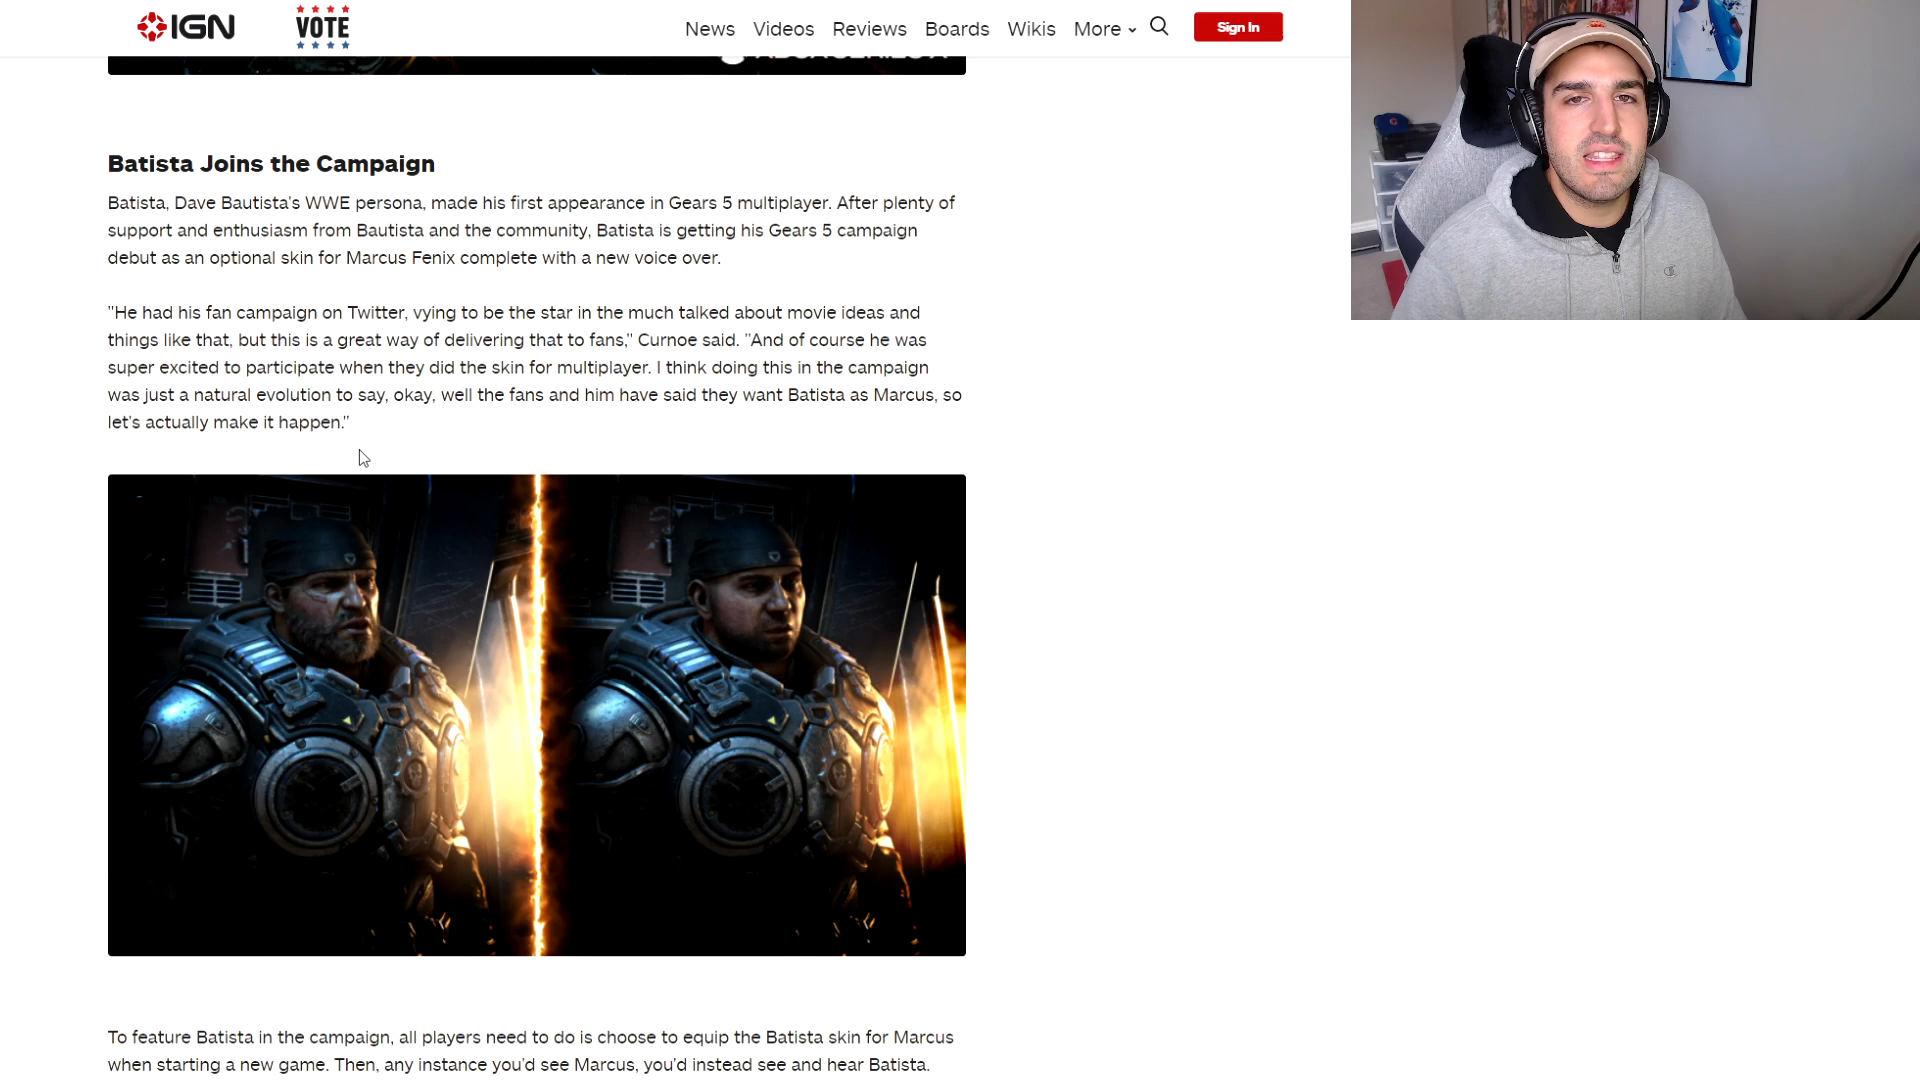 IGN
VOTE
News Videos Reviews Boards Wikis More
Sign In
Batista Joins the Campaign
Batista, Dave Bautista's WWE persona, made his first appearance in Gears 5 multiplayer. After plenty of
support and enthusiasm from Bautista and the community, Batista is getting his Gears 5 campaign
debut as an optional skin for Marcus Fenix complete with a new voice over.
"He had his fan campaign on Twitter, vying to be the star in the much talked about movie ideas and
things like that, but this is a great way of delivering that to fans," Curnoe said. "And of course he was
super excited to participate when they did the skin for multiplayer. I think doing this in the campaign
was just a natural evolution to say, okay, well the fans and him have said they want Batista as Marcus, so
let's actually make it happen."
To feature Batista in the campaign, all players need to do is choose to equip the Batista skin for Marcus
when starting a new game. Then, any instance you'd see Marcus, you'd instead see and hear Batista.